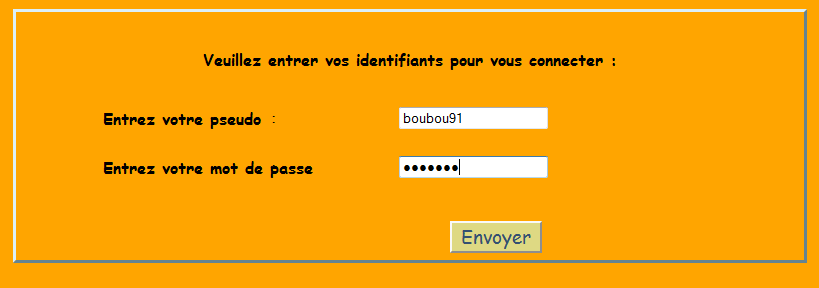 Veuillez entrer vos identifiants pour vous connecter :
Entrez votre pseudo : boubou91
Entrez votre mot de passe •••••••
Envoyer